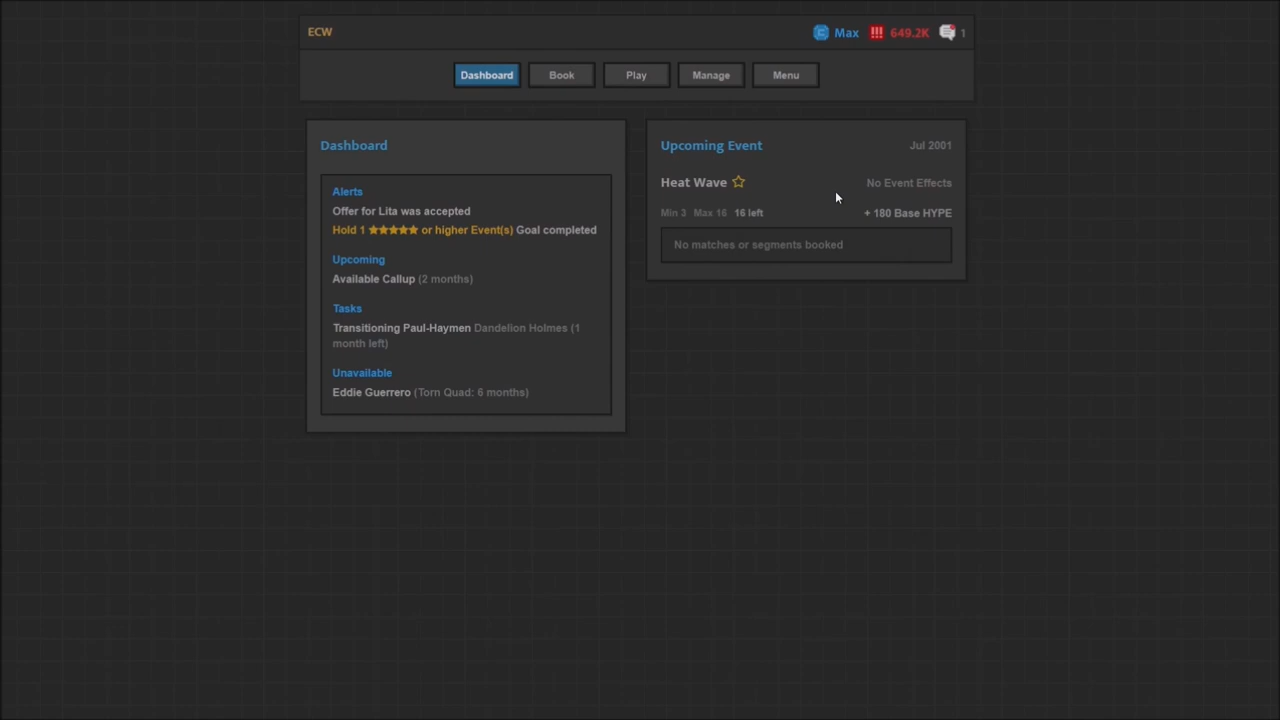 ECW
Max 649.2K 1
Dashboard Book Play Manage Menu
Dashboard
Alerts
Offer for Lita was accepted
Hold 1 ★★★★★ or higher Event(s) Goal completed
Upcoming
Available Callup (2 months)
Tasks
Transitioning Paul-Haymen Dandelion Holmes (1
month left)
Unavailable
Eddie Guerrero (Torn Quad: 6 months)
Upcoming Event Jul 2001
Heat Wave No Event Effects
Min 3 Max 16 16 left + 180 Base HYPE
No matches or segments booked